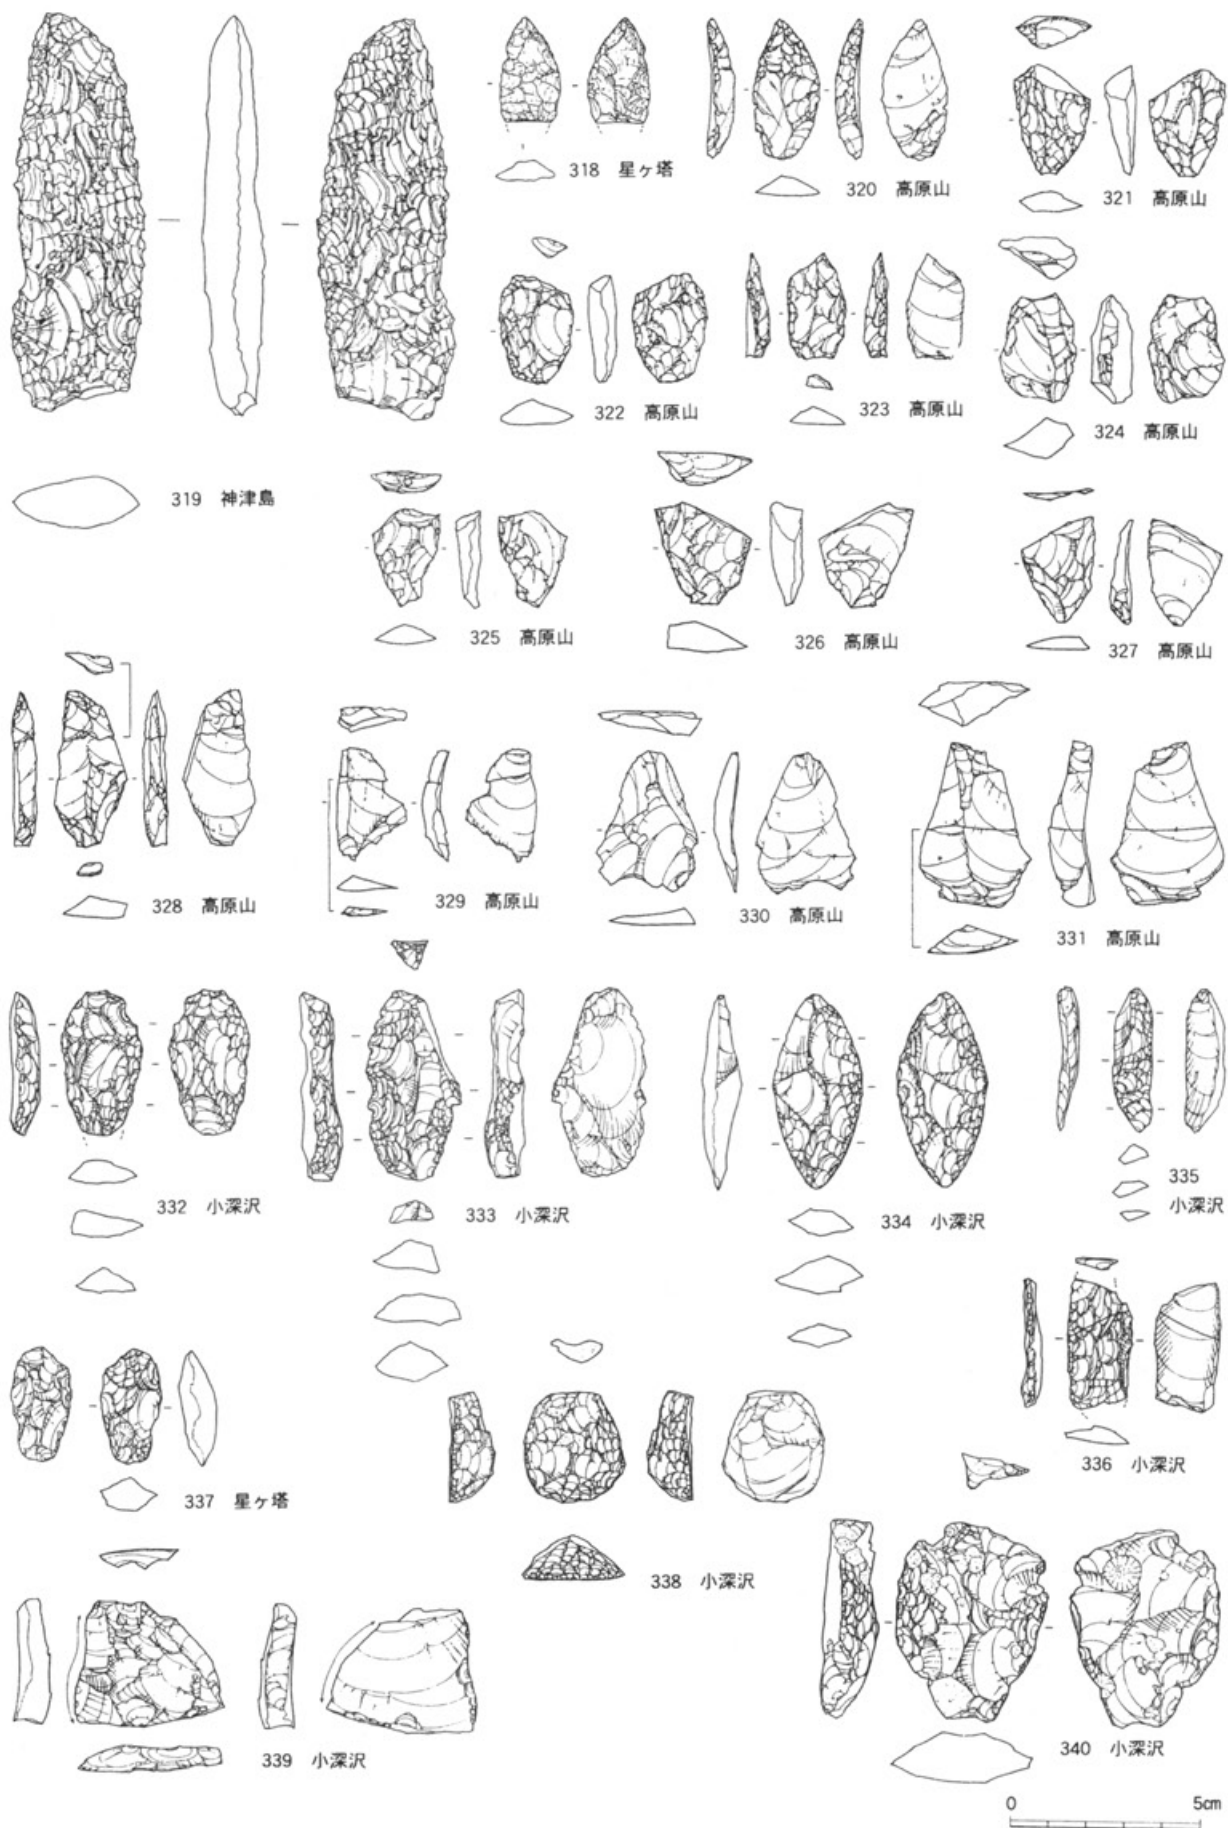 318 星ヶ塔
320 高原山
321 高原山
322 高原山
323 高原山
324 高原山
319 神津島
325 高原山
326 高原山
327 高原山
328 高原山
329 高原山
330 高原山
331 高原山
332 小深沢
333 小深沢
334 小深沢
335
小深沢
336 小深沢
337 星ヶ塔
338 小深沢
339 小深沢
340 小深沢
0 5cm